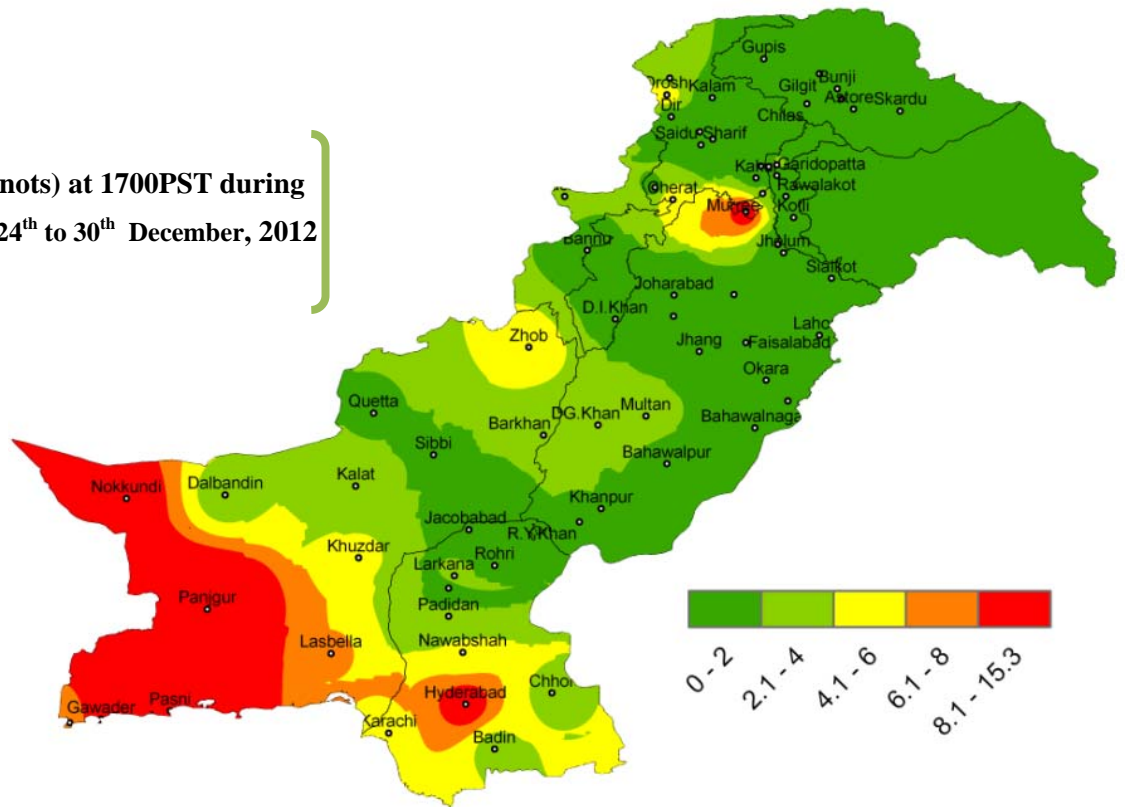 nots) at 1700PST during
24th to 30th December, 2012
Gupis
Bunji
Drosh
Kalam
Gilgit
Astore
Skardu
Dir
Chilas
Saidu Sharif
Garidopatta
Cherat
Rawalakot
Murree
Kotli
Bannu
Jhelum
Sialkot
Joharabad
D.I.Khan
Zhob
Laho
Jhang
Faisalabad
Okara
Quetta
DG.Khan
Multan
Barkhan
Bahawalnaga
Sibbi
Bahawalpur
Nokkundi
Dalbandin
Kalat
Khanpur
Jacobabad
R.Y.Khan
Khuzdar
Rohri
Larkana
Panjgur
Padidan
Lasbella
Nawabshah
Hyderabad
Chhor
Gawader
Pasni
Karachi
Badin
0 - 2
2.1 - 4
4.1 - 6
6.1 - 8
8.1 - 15.3